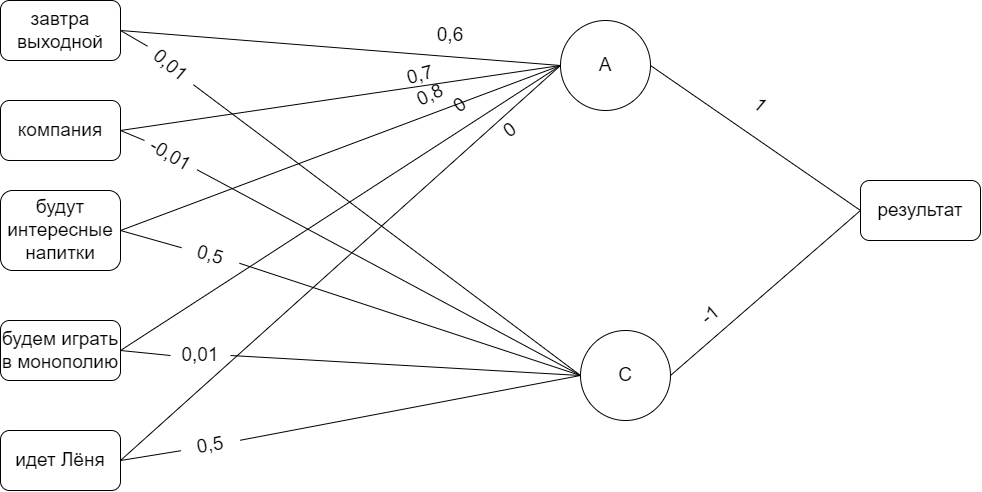 завтра
выходной
0,6
А
0,01
0,7
0,8
0
0
1
компания
-0,01
будут
интересные
напитки
результат
0,5
-1
будем играть
в монополию
0,01
С
идет Лёня
0,5